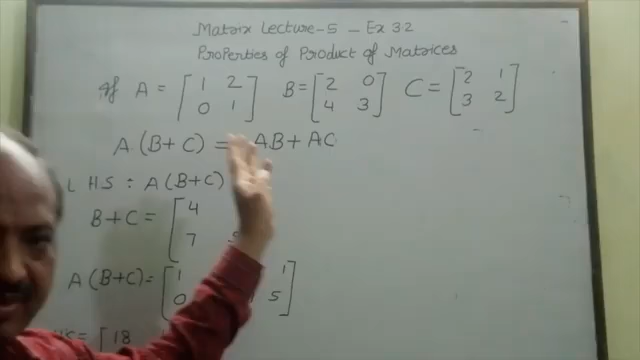 Matrix Lecture-5 - Ex 3.2
Properties of Product of Matrices
If A = [1 2 B = [2 0 C = [2 1
0 1] 4 3] 3 2]
A (B+C) = AB + AC
LHS : A (B+C)
B+C = [4
7
A (B+C) = [1 1
0 5]
= [18